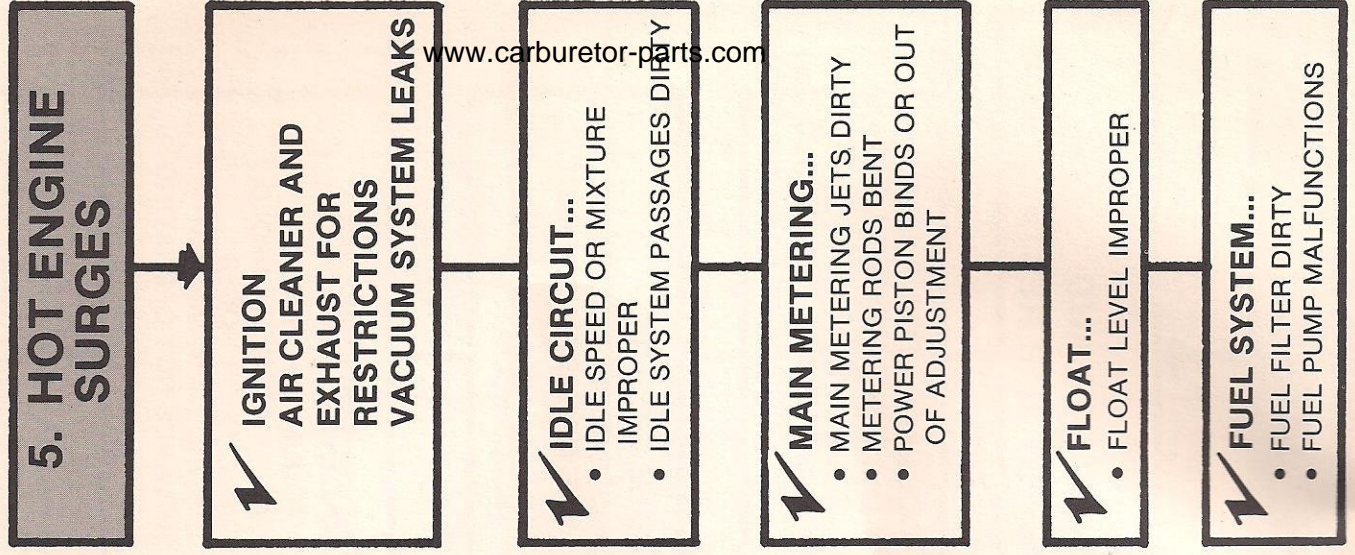 5. HOT ENGINE
SURGES
IGNITION
AIR CLEANER AND
EXHAUST FOR
RESTRICTIONS
VACUUM SYSTEM LEAKS
IDLE CIRCUIT...
• IDLE SPEED OR MIXTURE
IMPROPER
• IDLE SYSTEM PASSAGES DIRTY
MAIN METERING...
• MAIN METERING JETS DIRTY
• METERING RODS BENT
• POWER PISTON BINDS OR OUT
OF ADJUSTMENT
FLOAT...
• FLOAT LEVEL IMPROPER
FUEL SYSTEM...
• FUEL FILTER DIRTY
• FUEL PUMP MALFUNCTIONS
www.carburetor-parts.com